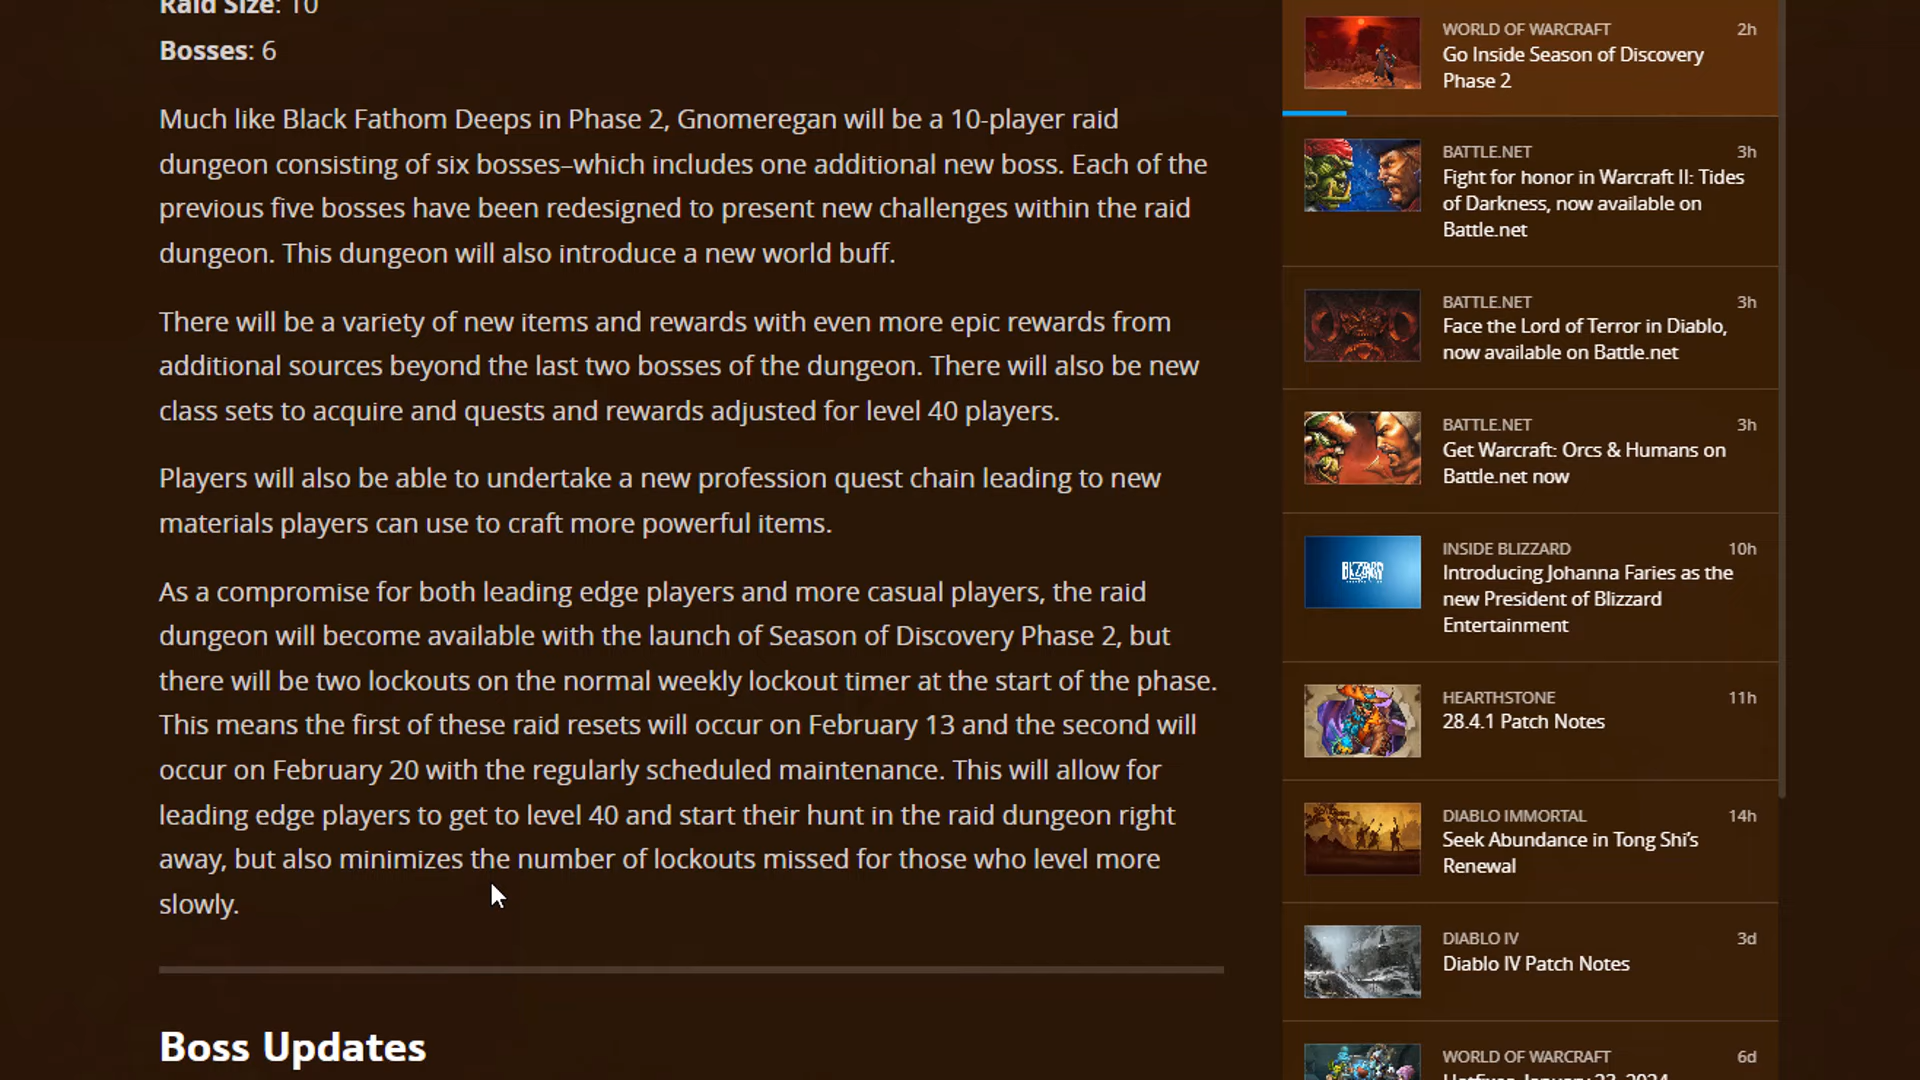 Raid Size: 10
Bosses: 6
Much like Black Fathom Deeps in Phase 2, Gnomeregan will be a 10-player raid
dungeon consisting of six bosses–which includes one additional new boss. Each of the
previous five bosses have been redesigned to present new challenges within the raid
dungeon. This dungeon will also introduce a new world buff.
There will be a variety of new items and rewards with even more epic rewards from
additional sources beyond the last two bosses of the dungeon. There will also be new
class sets to acquire and quests and rewards adjusted for level 40 players.
Players will also be able to undertake a new profession quest chain leading to new
materials players can use to craft more powerful items.
As a compromise for both leading edge players and more casual players, the raid
dungeon will become available with the launch of Season of Discovery Phase 2, but
there will be two lockouts on the normal weekly lockout timer at the start of the phase.
This means the first of these raid resets will occur on February 13 and the second will
occur on February 20 with the regularly scheduled maintenance. This will allow for
leading edge players to get to level 40 and start their hunt in the raid dungeon right
away, but also minimizes the number of lockouts missed for those who level more
slowly.
Boss Updates
WORLD OF WARCRAFT 2h
Go Inside Season of Discovery
Phase 2
BATTLE.NET 3h
Fight for honor in Warcraft II: Tides
of Darkness, now available on
Battle.net
BATTLE.NET 3h
Face the Lord of Terror in Diablo,
now available on Battle.net
BATTLE.NET 3h
Get Warcraft: Orcs & Humans on
Battle.net now
BLIZZARD
INSIDE BLIZZARD 10h
Introducing Johanna Faries as the
new President of Blizzard
Entertainment
HEARTHSTONE 11h
28.4.1 Patch Notes
DIABLO IMMORTAL 14h
Seek Abundance in Tong Shi's
Renewal
DIABLO IV 3d
Diablo IV Patch Notes
WORLD OF WARCRAFT 6d
Hotfixes: January 23, 2024